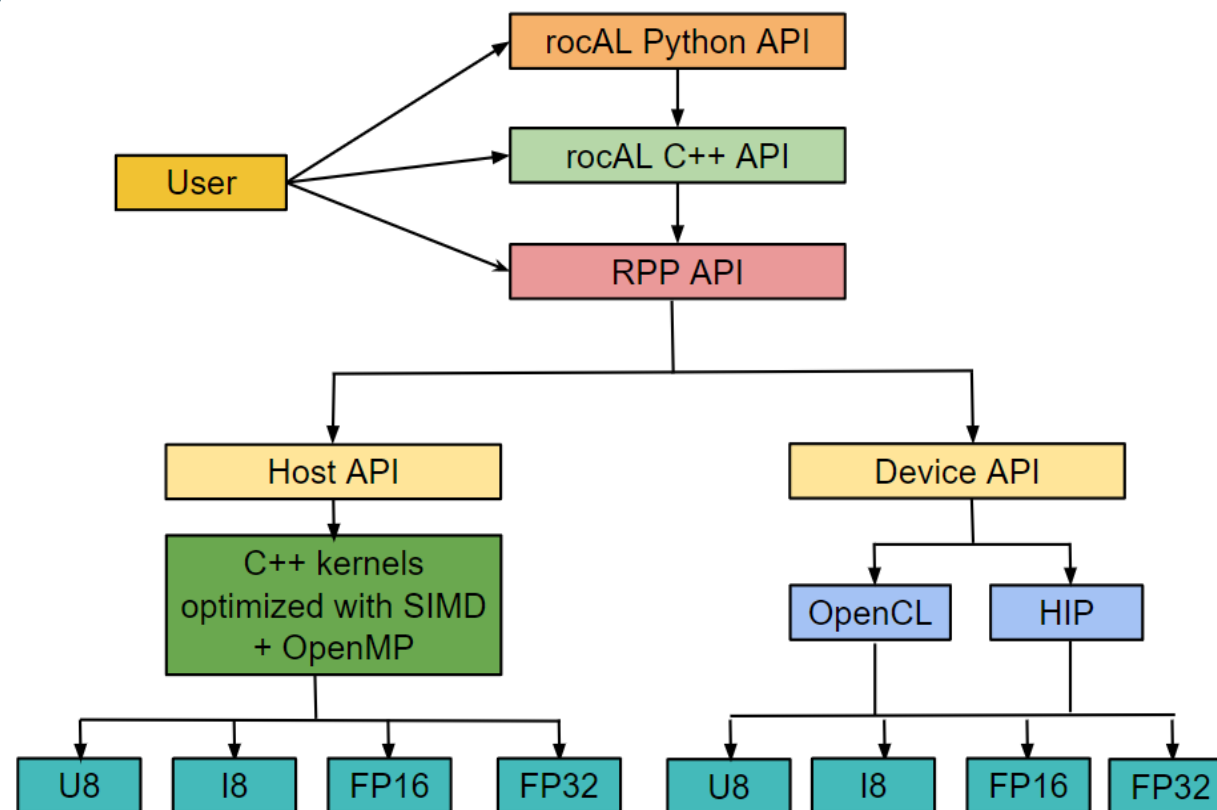 rocAL Python API
rocAL C++ API
User
RPP API
Host API
Device API
C++ kernels
optimized with SIMD
+ OpenMP
OpenCL
HIP
U8
I8
FP16
FP32
U8
I8
FP16
FP32